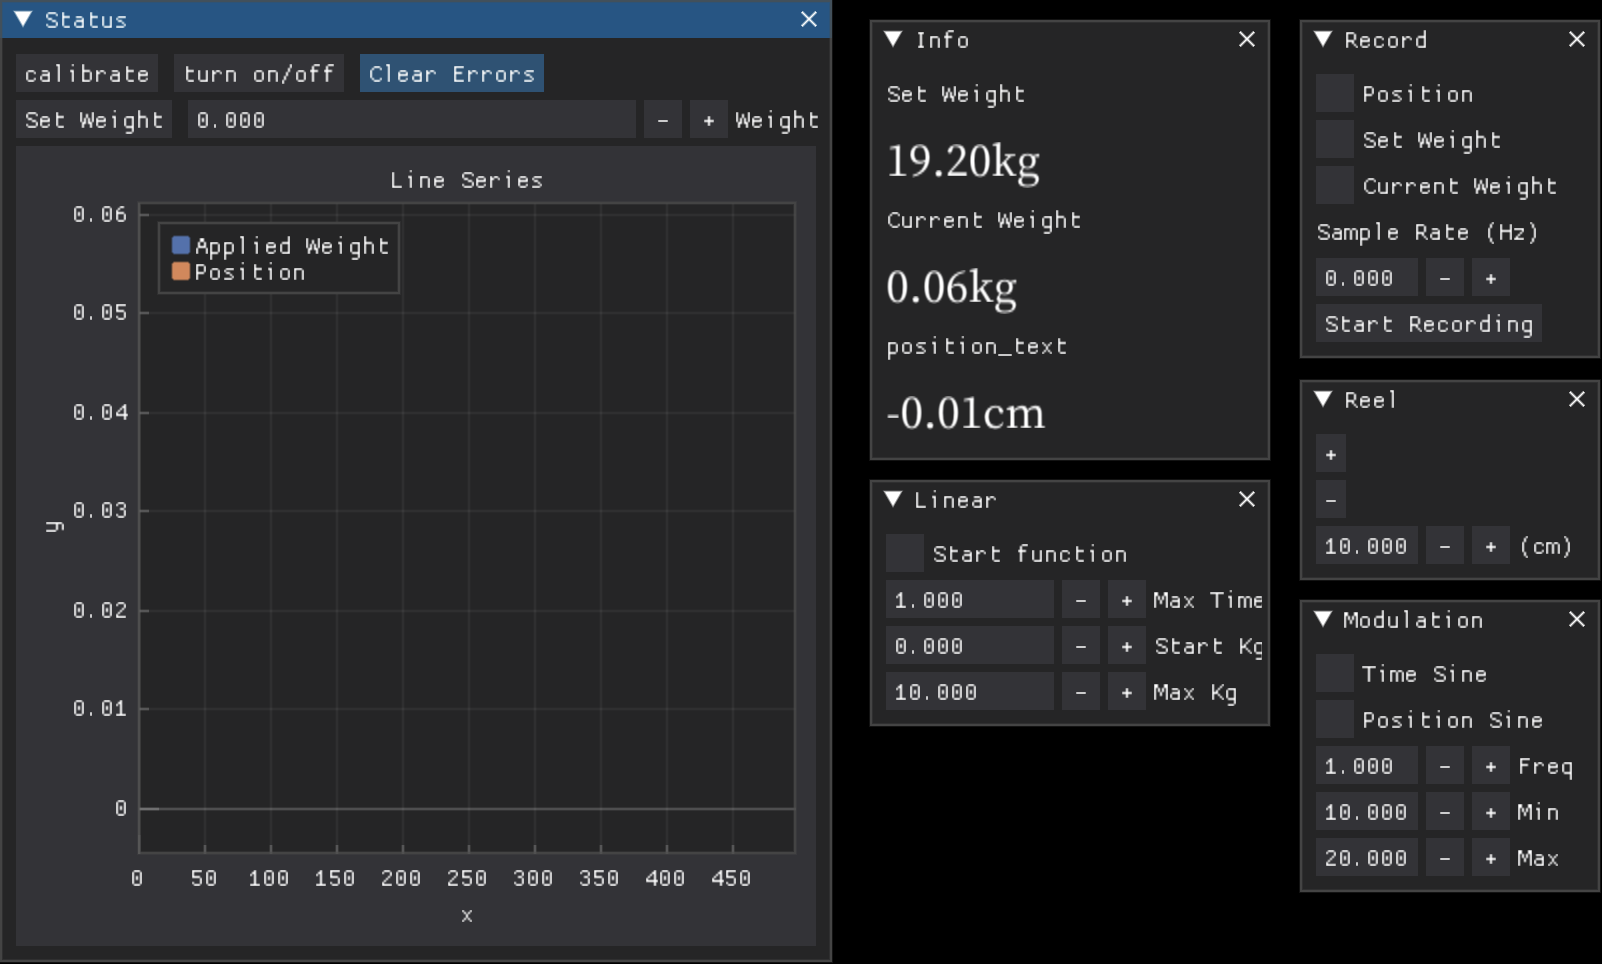 Status
calibrate turn on/off Clear Errors
Set Weight 0.000 - + Weight
Line Series
0.06
Applied Weight
Position
0.05
0.04
0.03
y
0.02
0.01
0
0 50 100 150 200 250 300 350 400 450
x
Info
Set Weight
19.20kg
Current Weight
0.06kg
position_text
-0.01cm
Linear
Start function
1.000 - + Max Time
0.000 - + Start Kg
10.000 - + Max Kg
Record
Position
Set Weight
Current Weight
Sample Rate (Hz)
0.000 - +
Start Recording
Reel
+
-
10.000 - + (cm)
Modulation
Time Sine
Position Sine
1.000 - + Freq
10.000 - + Min
20.000 - + Max